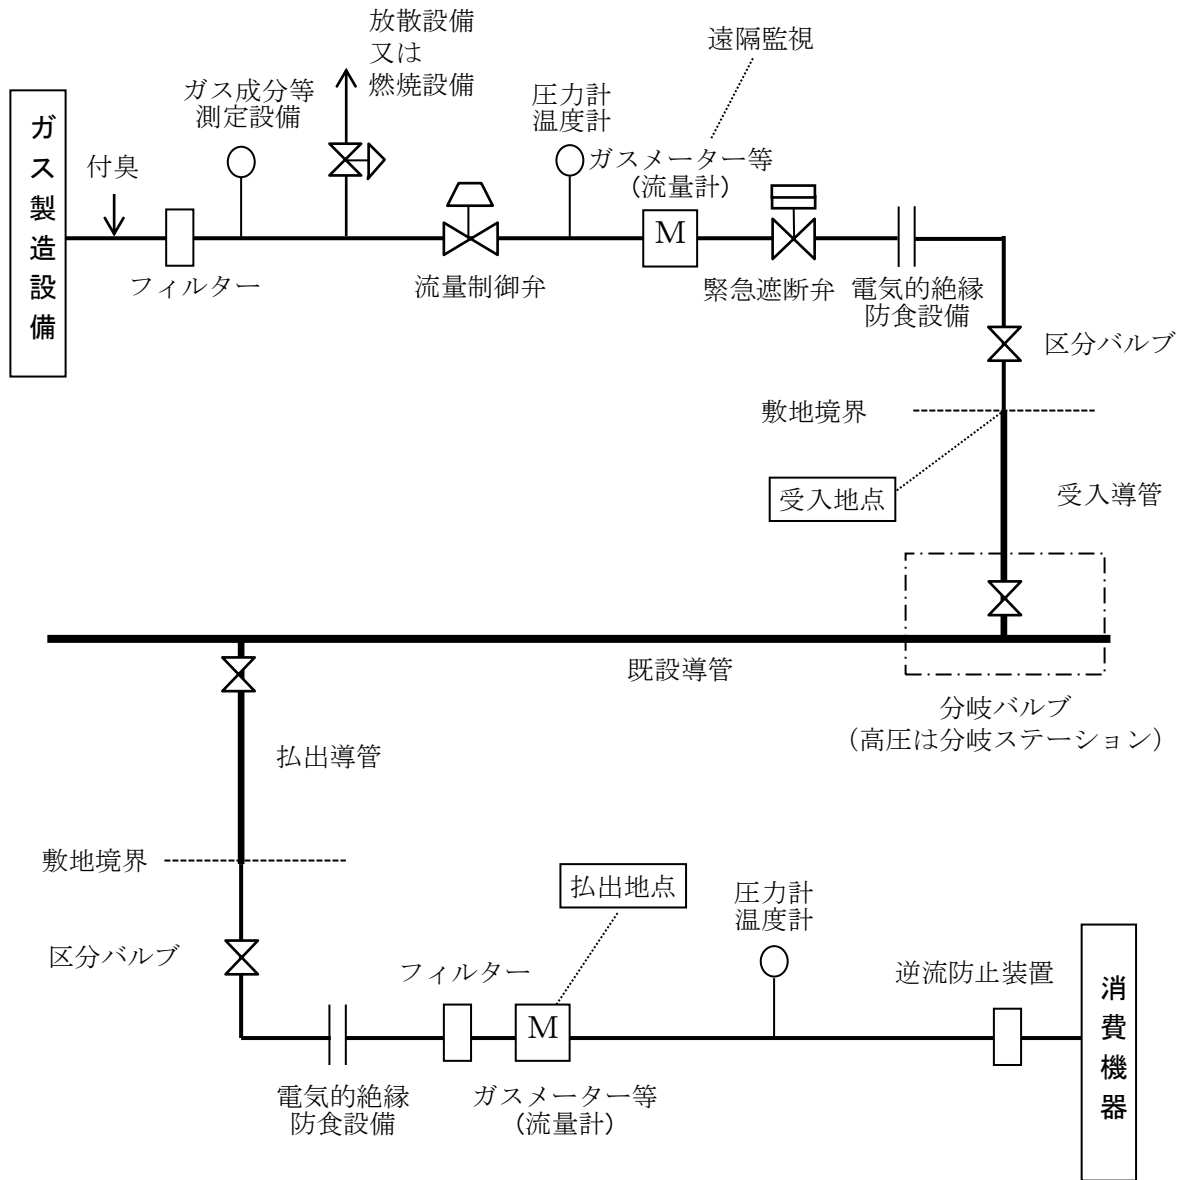 放散設備
又は
燃焼設備
遠隔監視
ガス成分等
測定設備
圧力計
温度計
ガス製造設備
付臭
ガスメーター等
（流量計）
M
フィルター
流量制御弁
緊急遮断弁
電気的絶縁
防食設備
区分バルブ
敷地境界
受入地点
受入導管
既設導管
分岐バルブ
（高圧は分岐ステーション）
払出導管
敷地境界
払出地点
圧力計
温度計
区分バルブ
フィルター
逆流防止装置
M
消費機器
電気的絶縁
防食設備
ガスメーター等
（流量計）